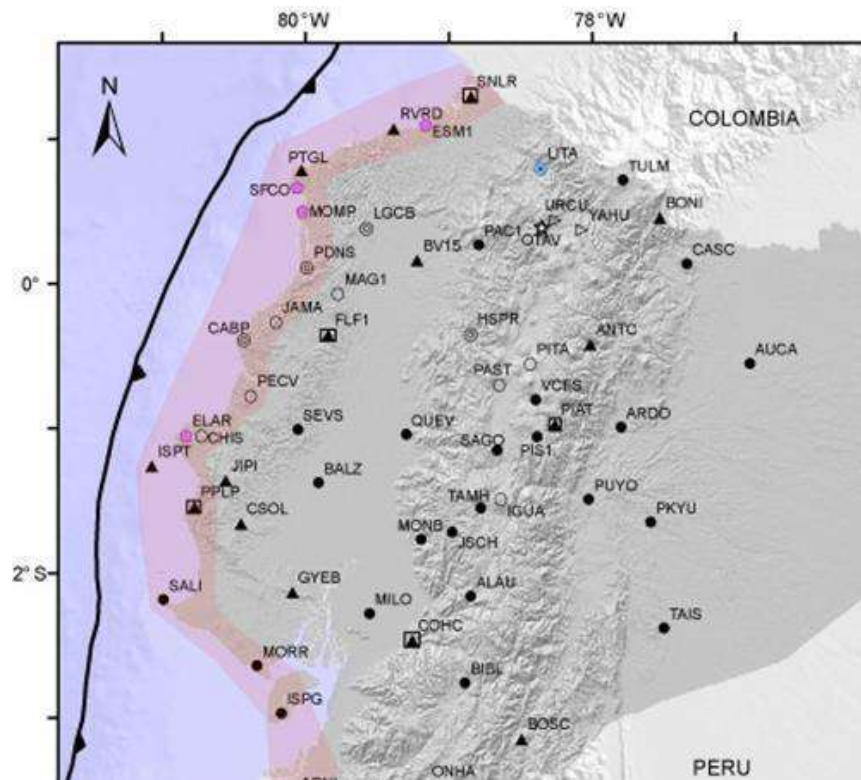 80°W
78°W
N
SNLR
COLOMBIA
RVRD
ESM1
PTGL
LITA
TULM
SFCO
MOMP
LGCB
URCU
YAHU
BONI
PAC1
OTAV
BV15
CASC
PDNS
0°
MAG1
JAMA
FLF1
HSPR
CABP
ANTC
PITA
AUCA
PAST
PECV
VCES
ELAR
SEVS
QUEV
PIAT
ARDO
CHIS
SAGO
PIS1
ISPT
JIPI
BALZ
PUYO
PPLP
TAMH
IGUA
PKYU
CSOL
MONB
JSCH
2°S
SALI
GYEB
ALAU
MILO
TAIS
COHC
MORR
BIBL
ISPG
BOSC
ONHA
PERU